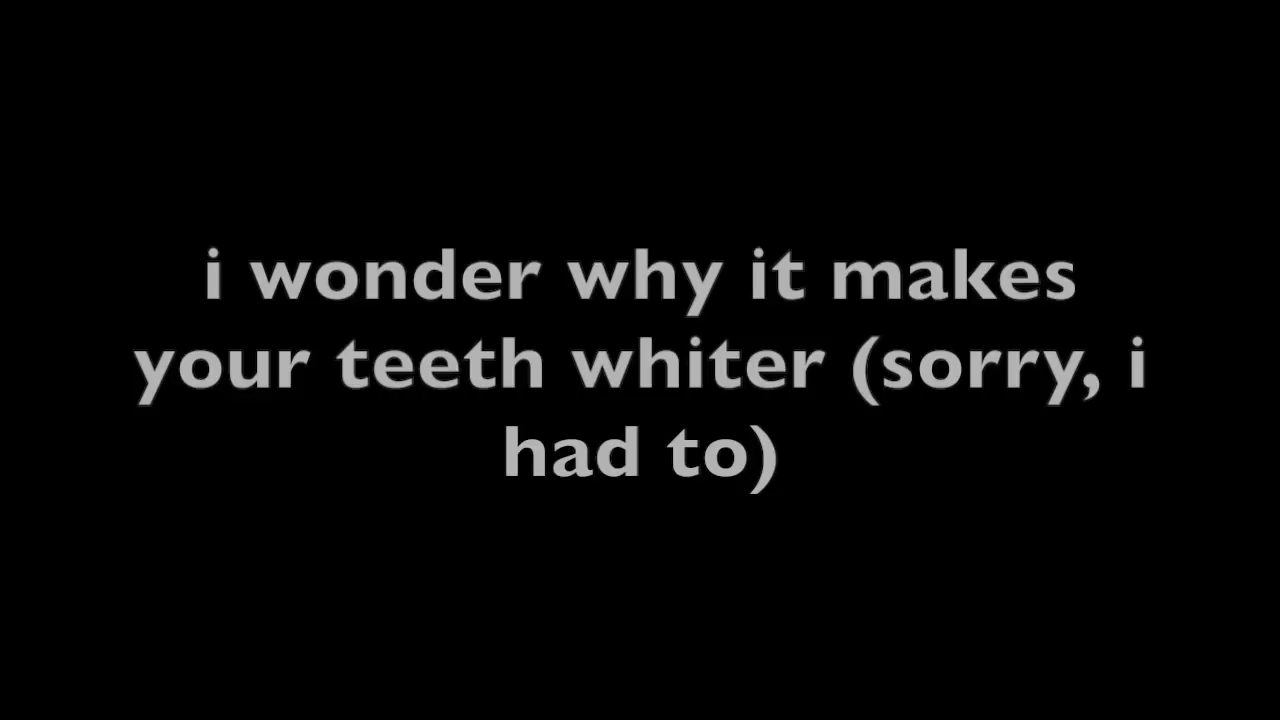 i wonder why it makes
your teeth whiter (sorry, i
had to)